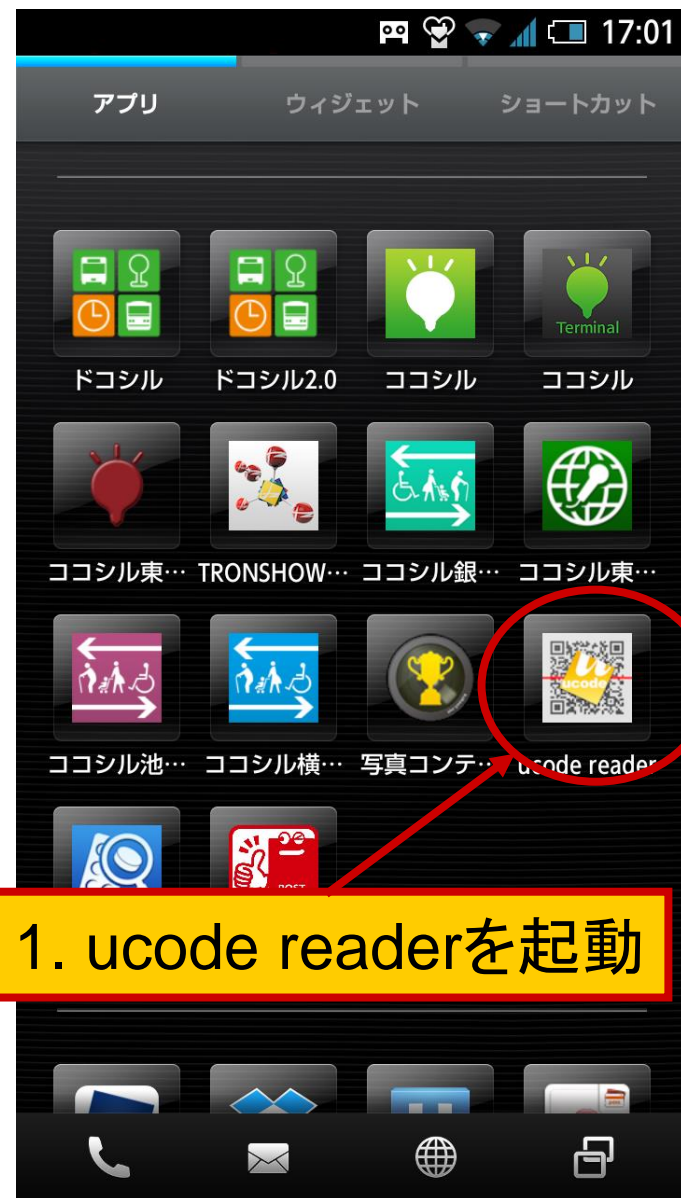 17:01
アプリ ウィジェット ショートカット
Terminal
ドコシル ドコシル2.0 ココシル ココシル
ココシル東… TRONSHOW… ココシル銀… ココシル東…
ucode
ココシル池… ココシル横… 写真コンテ… ucode reader
POST
1. ucode readerを起動